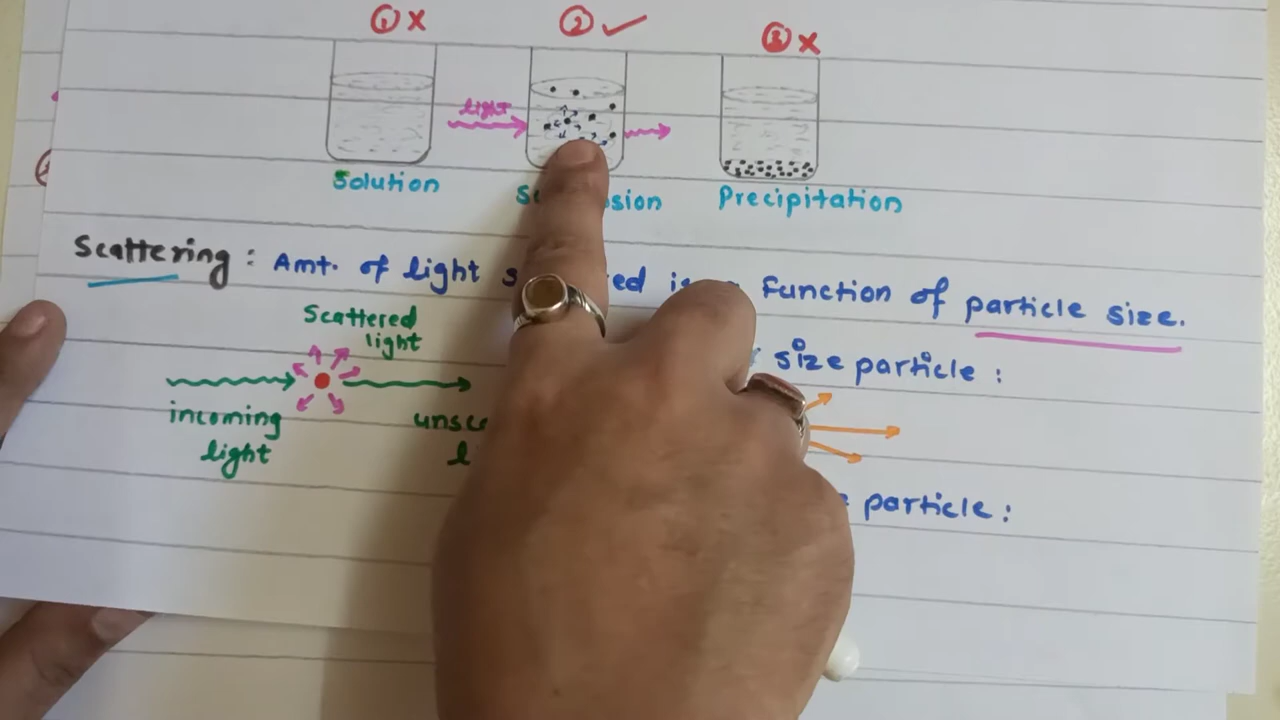 ① × ② ✓ ③ ×
light
Solution Precipitation
Scattering : Amt. of light function of particle size.
Scattered
light
size particle :
incoming
light
particle :